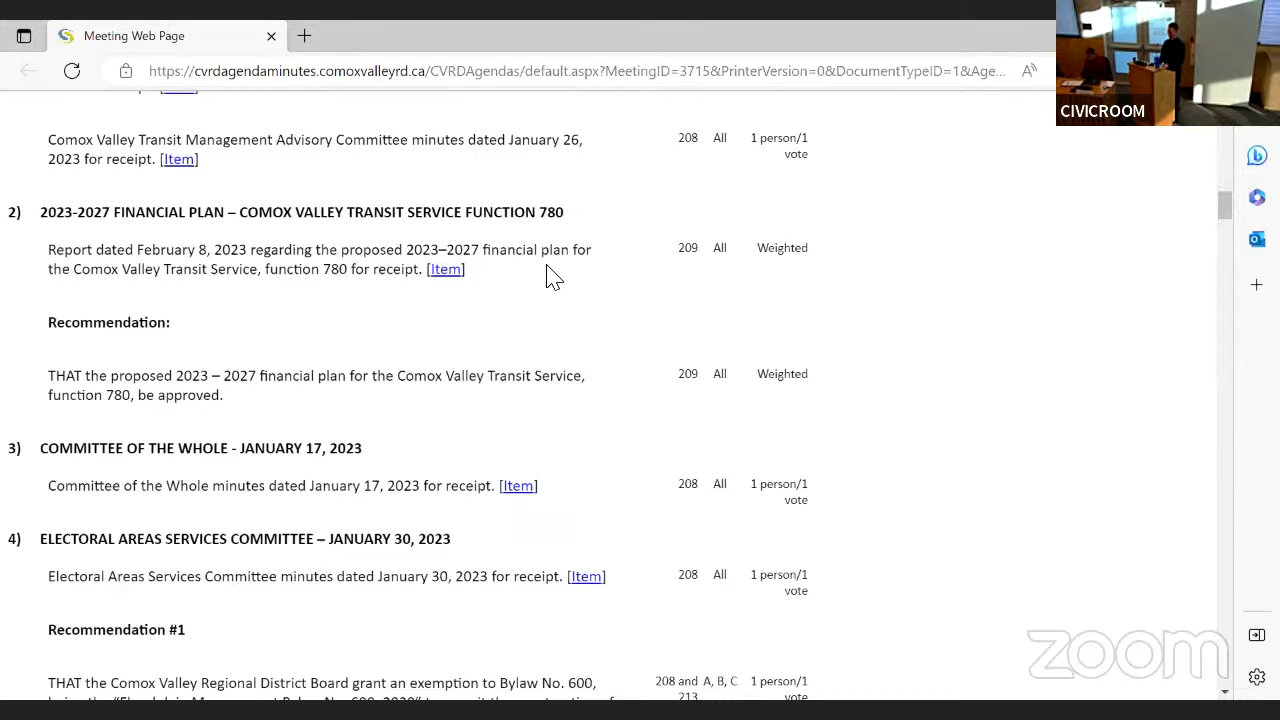 Meeting Web Page
https://cvrdagendaminutes.comoxvalleyrd.ca/CVRDAgendas/default.aspx?MeetingID=3715&PrinterVersion=0&DocumentTypeID=1&Age...
CIVICROOM
Comox Valley Transit Management Advisory Committee minutes dated January 26, 208 All 1 person/1
2023 for receipt. [Item] vote
2) 2023-2027 FINANCIAL PLAN – COMOX VALLEY TRANSIT SERVICE FUNCTION 780
Report dated February 8, 2023 regarding the proposed 2023–2027 financial plan for 209 All Weighted
the Comox Valley Transit Service, function 780 for receipt. [Item]
Recommendation:
THAT the proposed 2023 – 2027 financial plan for the Comox Valley Transit Service, 209 All Weighted
function 780, be approved.
3) COMMITTEE OF THE WHOLE - JANUARY 17, 2023
Committee of the Whole minutes dated January 17, 2023 for receipt. [Item] 208 All 1 person/1
vote
4) ELECTORAL AREAS SERVICES COMMITTEE – JANUARY 30, 2023
Electoral Areas Services Committee minutes dated January 30, 2023 for receipt. [Item] 208 All 1 person/1
vote
Recommendation #1
zoom
THAT the Comox Valley Regional District Board grant an exemption to Bylaw No. 600, 208 and A, B, C 1 person/1
213 vote